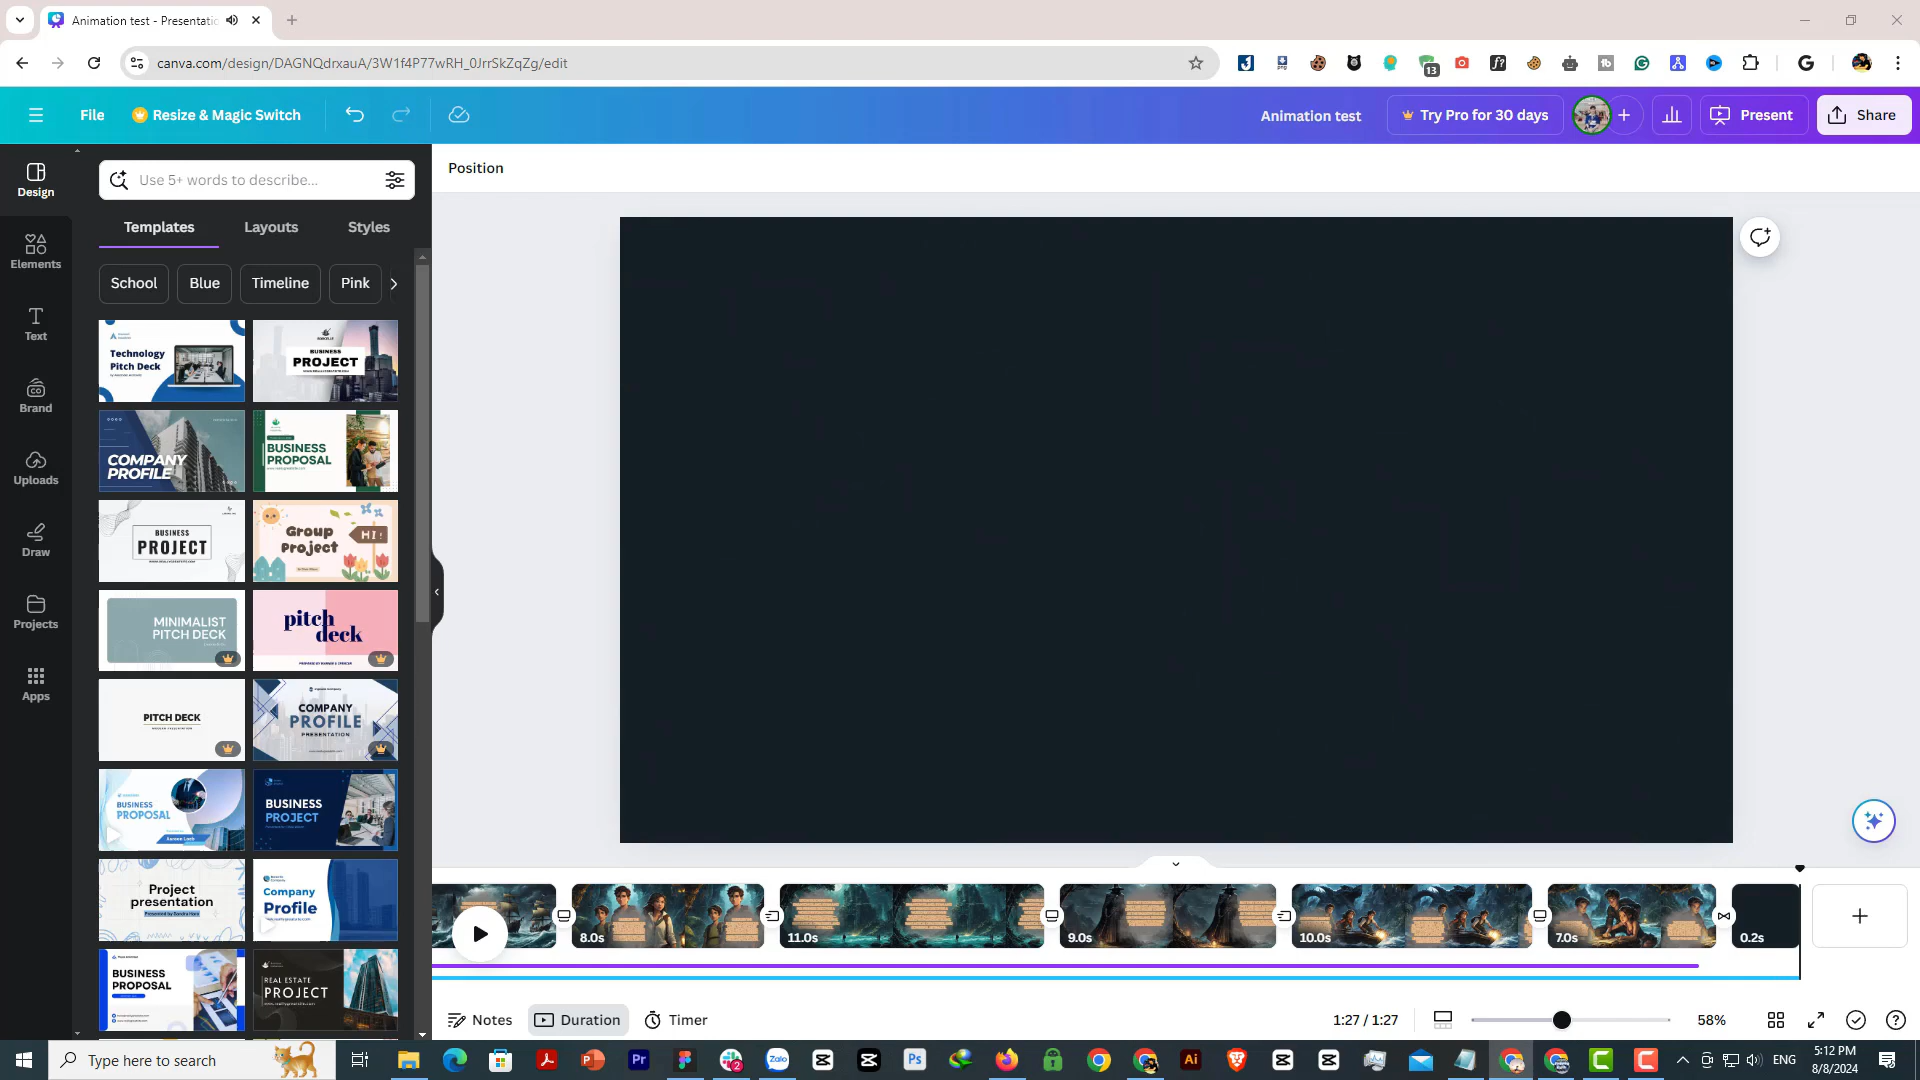 Animation test - Presentatio
canva.com/design/DAGNQdrxauA/3W1f4P77wRH_0JrrSkZqZg/edit
13
File
Resize & Magic Switch
Animation test
Try Pro for 30 days
Present
Share
Position
Use 5+ words to describe...
Templates
Layouts
Styles
School
Blue
Timeline
Pink
Design
Elements
Text
Brand
Uploads
Draw
Projects
Apps
Technology
Pitch Deck
BUSINESS
PROJECT
COMPANY
PROFILE
BUSINESS
PROPOSAL
BUSINESS
PROJECT
Group
Project
HI!
MINIMALIST
PITCH DECK
pitch
deck
PITCH DECK
COMPANY
PROFILE
PRESENTATION
BUSINESS
PROPOSAL
BUSINESS
PROJECT
Project
presentation
Company
Profile
BUSINESS
PROPOSAL
REAL ESTATE
PROJECT
8.0s
11.0s
9.0s
10.0s
7.0s
0.2s
Notes
Duration
Timer
1:27 / 1:27
58%
Type here to search
ENG
5:12 PM
8/8/2024